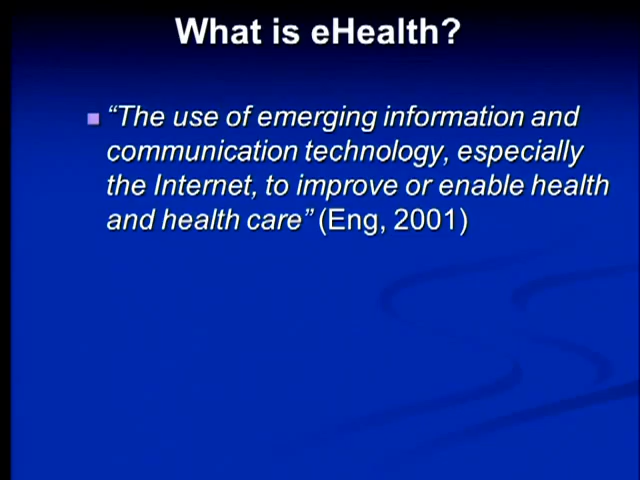 What is eHealth?
“The use of emerging information and
communication technology, especially
the Internet, to improve or enable health
and health care” (Eng, 2001)